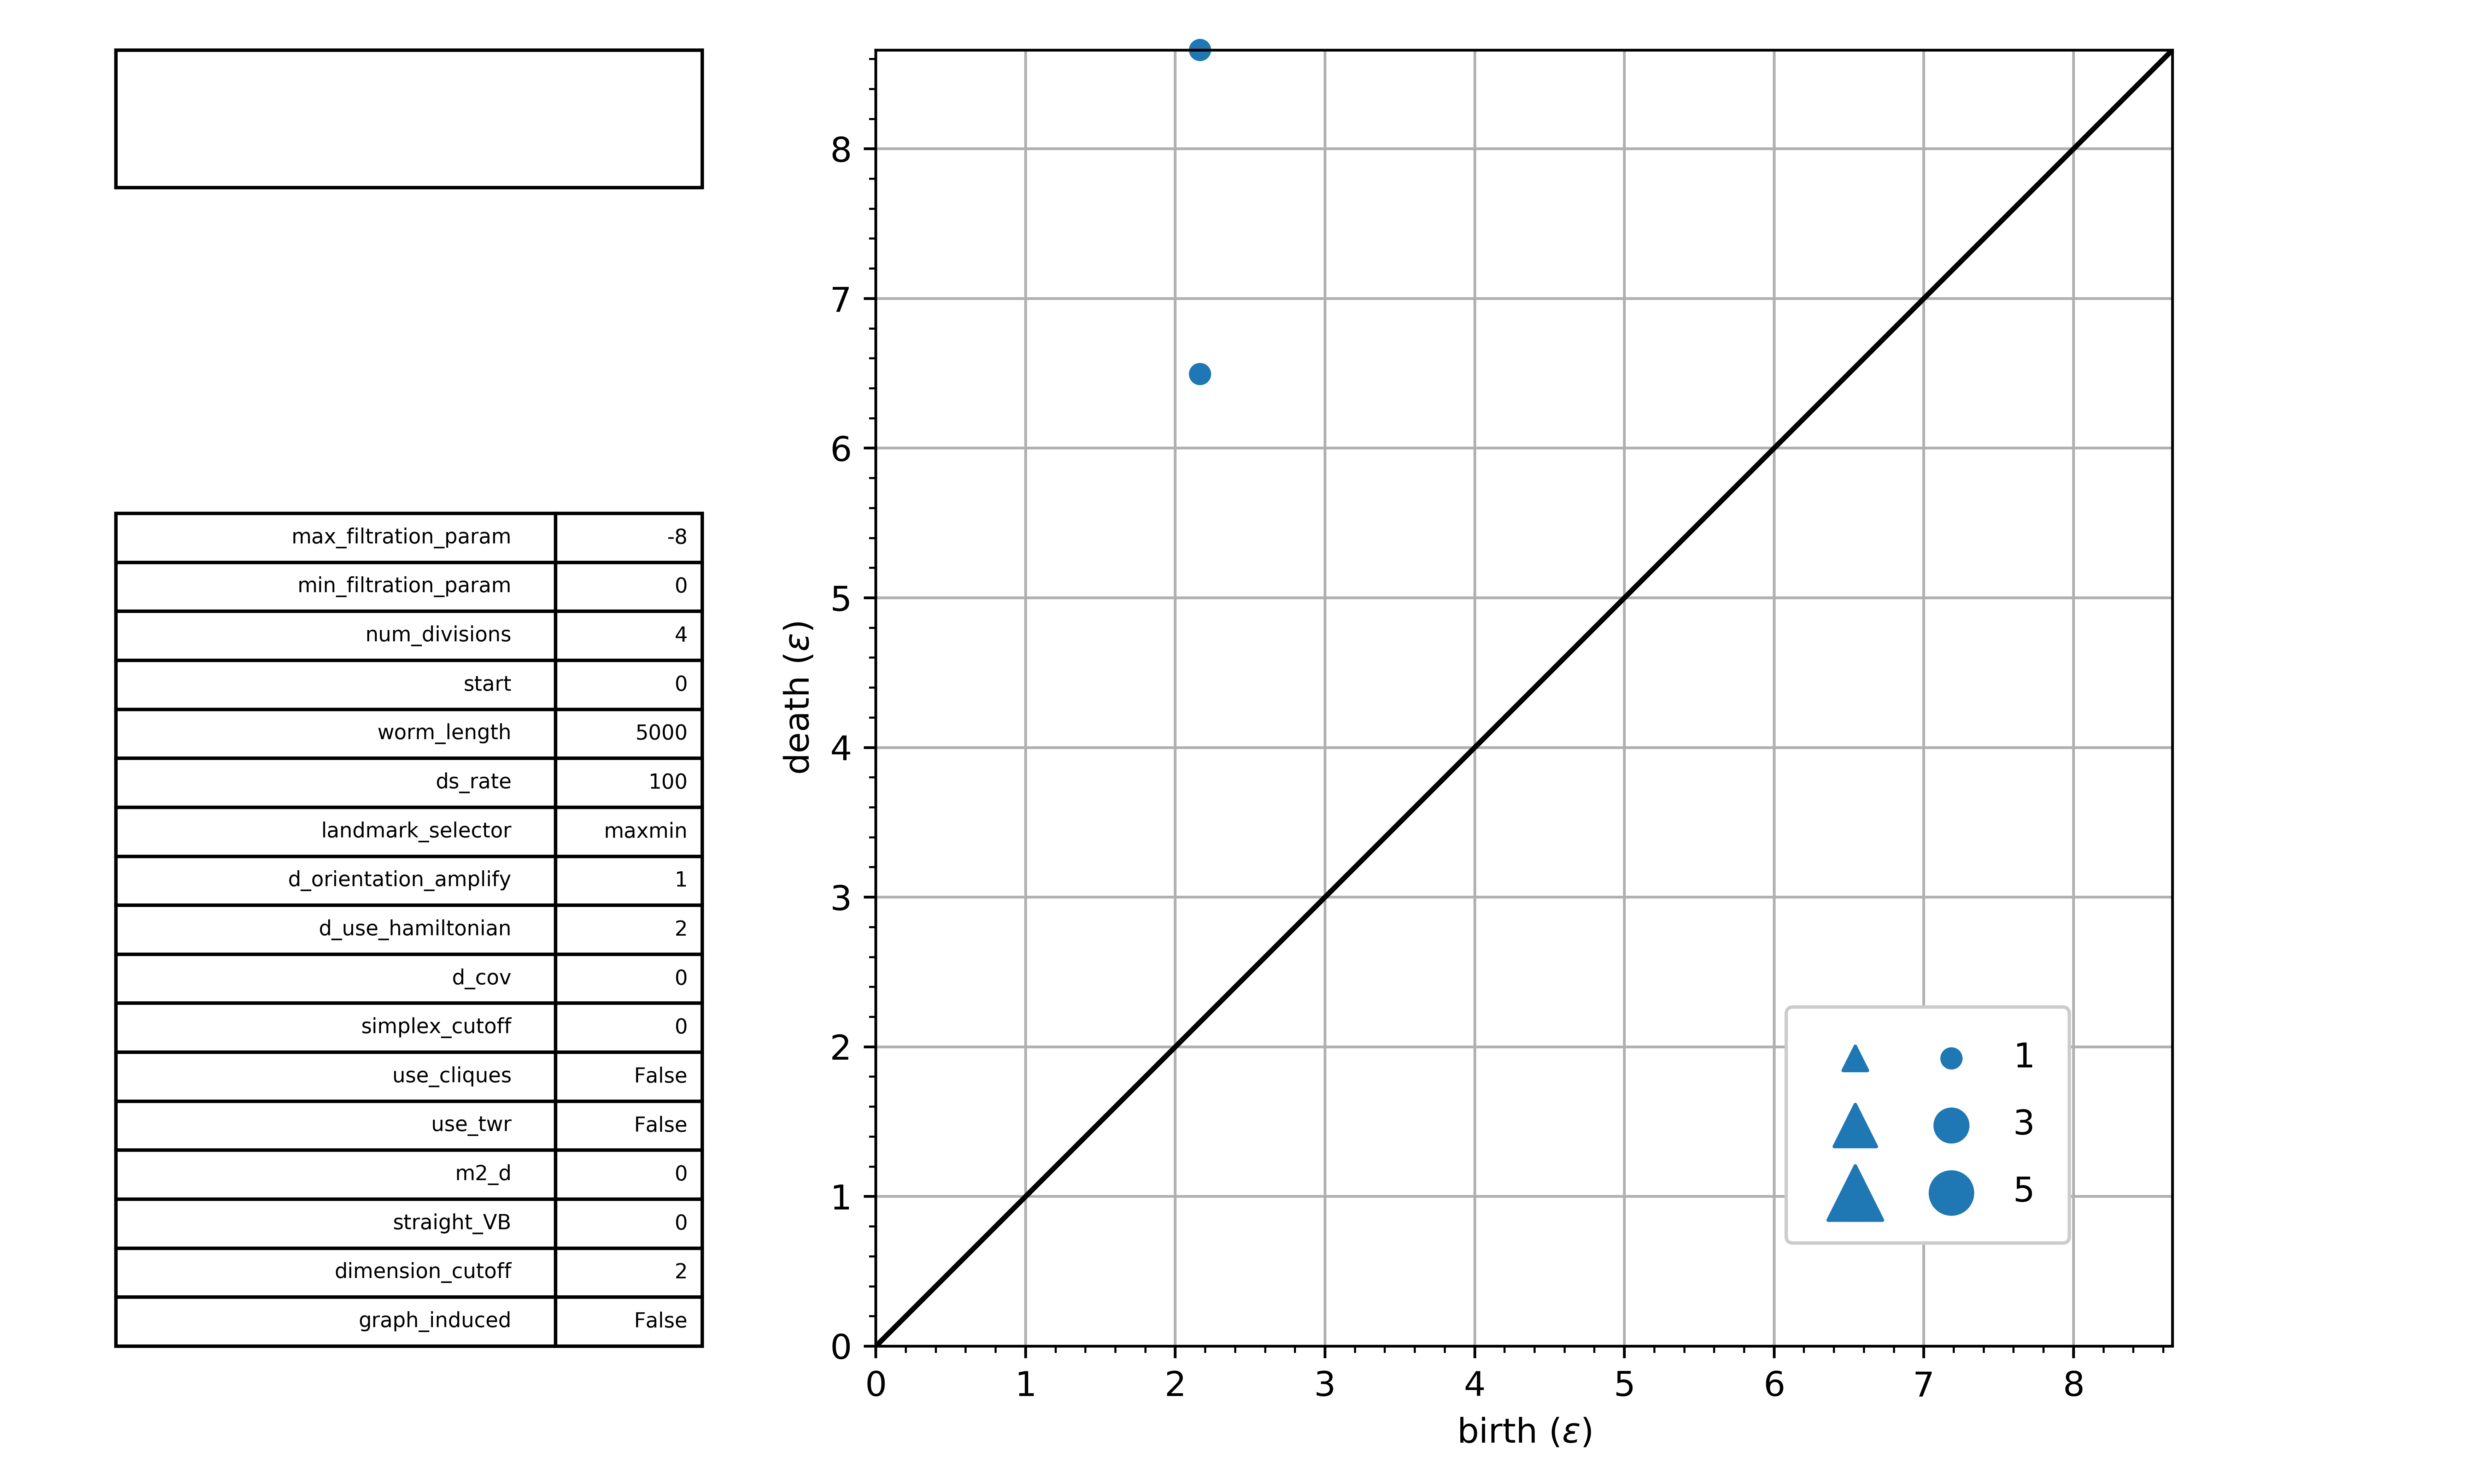 max_filtration_param -8
min_filtration_param 0
num_divisions 4
start 0
worm_length 5000
ds_rate 100
landmark_selector maxmin
d_orientation_amplify 1
d_use_hamiltonian 2
d_cov 0
simplex_cutoff 0
use_cliques False
use_twr False
m2_d 0
straight_VB 0
dimension_cutoff 2
graph_induced False
death (ε)
8
7
6
5
4
3
2
1
0
0 1 2 3 4 5 6 7 8
birth (ε)
1
3
5